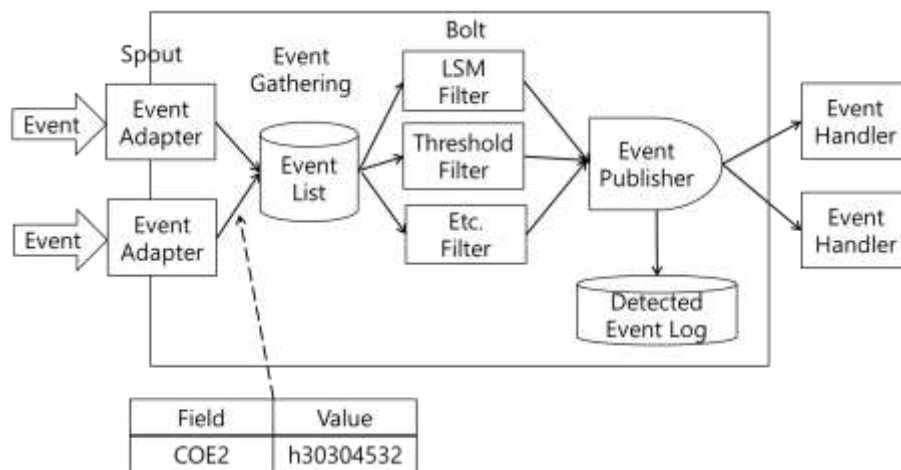 Bolt
Spout
Event
Gathering
Event
Event
Adapter
Event
Event
Adapter
Event
List
LSM
Filter
Threshold
Filter
Etc.
Filter
Event
Publisher
Detected
Event Log
Event
Handler
Event
Handler
Field Value
COE2 h30304532